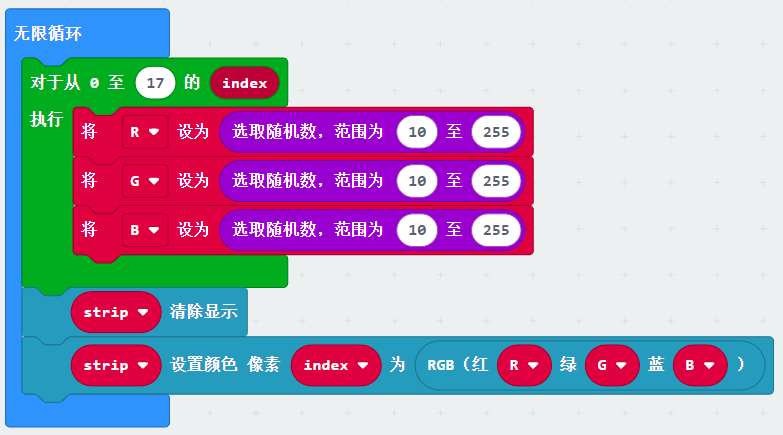 无限循环
对于从 0 至 17 的 index
执行 将 R 设为 选取随机数，范围为 10 至 255
将 G 设为 选取随机数，范围为 10 至 255
将 B 设为 选取随机数，范围为 10 至 255
strip 清除显示
strip 设置颜色 像素 index 为 RGB（红 R 绿 G 蓝 B ）